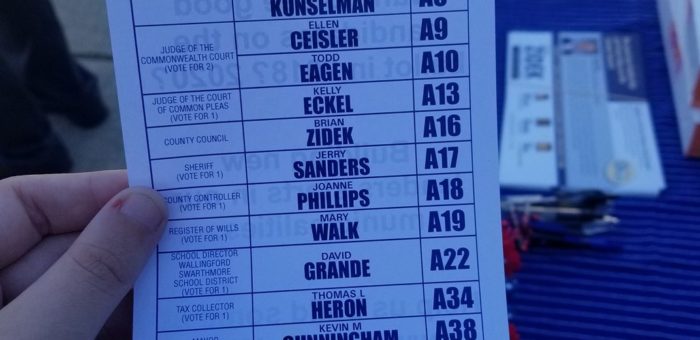 KUNSELMAN
JUDGE OF THE
COMMONWEALTH COURT
(VOTE FOR 2)
ELLEN
CEISLER
A9
TODD
EAGEN
A10
JUDGE OF THE COURT
OF COMMON PLEAS
(VOTE FOR 1)
KELLY
ECKEL
A13
COUNTY COUNCIL
BRIAN
ZIDEK
A16
SHERIFF
(VOTE FOR 1)
JERRY
SANDERS
A17
COUNTY CONTROLLER
(VOTE FOR 1)
JOANNE
PHILLIPS
A18
REGISTER OF WILLS
(VOTE FOR 1)
MARY
WALK
A19
SCHOOL DIRECTOR
WALLINGFORD
SWARTHMORE
SCHOOL DISTRICT
(VOTE FOR 1)
DAVID
GRANDE
A22
TAX COLLECTOR
(VOTE FOR 1)
THOMAS L
HERON
A34
MAYOR
KEVIN M
CUNNINGHAM
A38
ZIDEK